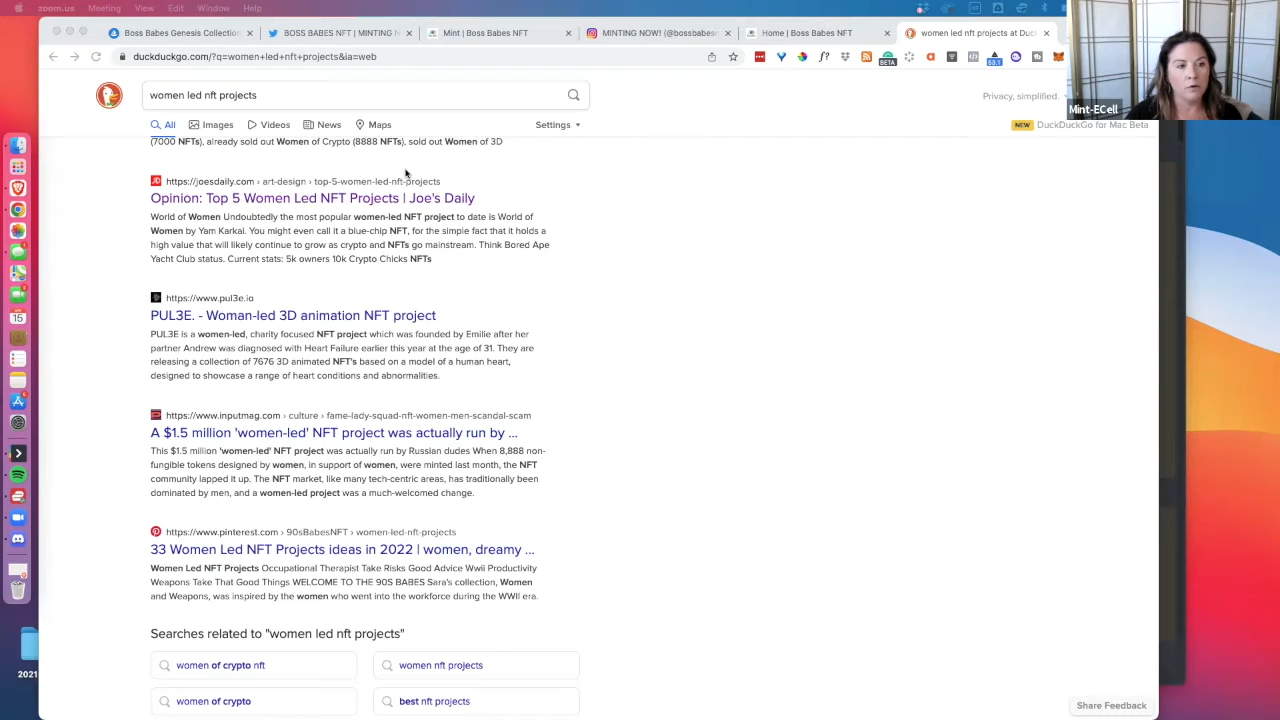 zoom.us Meeting View Edit Window Help
Boss Babes Genesis Collection
BOSS BABES NFT | MINTING N
Mint | Boss Babes NFT
MINTING NOW! (@bossbabesn
Home | Boss Babes NFT
women led nft projects at Duck
duckduckgo.com/?q=women+led+nft+projects&ia=web
BETA
63.1
women led nft projects
Privacy, simplified.
Mint-ECell
All Images Videos News Maps Settings
NEW DuckDuckGo for Mac Beta
(7000 NFTs), already sold out Women of Crypto (8888 NFTs), sold out Women of 3D
https://joesdaily.com › art-design › top-5-women-led-nft-projects
Opinion: Top 5 Women Led NFT Projects | Joe's Daily
World of Women Undoubtedly the most popular women-led NFT project to date is World of
Women by Yam Karkai. You might even call it a blue-chip NFT, for the simple fact that it holds a
high value that will likely continue to grow as crypto and NFTs go mainstream. Think Bored Ape
Yacht Club status. Current stats: 5k owners 10k Crypto Chicks NFTs
https://www.pul3e.io
PUL3E. - Woman-led 3D animation NFT project
PUL3E is a women-led, charity focused NFT project which was founded by Emilie after her
partner Andrew was diagnosed with Heart Failure earlier this year at the age of 31. They are
releasing a collection of 7676 3D animated NFT's based on a model of a human heart,
designed to showcase a range of heart conditions and abnormalities.
https://www.inputmag.com › culture › fame-lady-squad-nft-women-men-scandal-scam
A $1.5 million 'women-led' NFT project was actually run by ...
This $1.5 million 'women-led' NFT project was actually run by Russian dudes When 8,888 non-
fungible tokens designed by women, in support of women, were minted last month, the NFT
community lapped it up. The NFT market, like many tech-centric areas, has traditionally been
dominated by men, and a women-led project was a much-welcomed change.
https://www.pinterest.com › 90sBabesNFT › women-led-nft-projects
33 Women Led NFT Projects ideas in 2022 | women, dreamy ...
Women Led NFT Projects Occupational Therapist Take Risks Good Advice Wwii Productivity
Weapons Take That Good Things WELCOME TO THE 90S BABES Sara's collection, Women
and Weapons, was inspired by the women who went into the workforce during the WWII era.
Searches related to "women led nft projects"
women of crypto nft
women nft projects
women of crypto
best nft projects
Share Feedback
15
2021